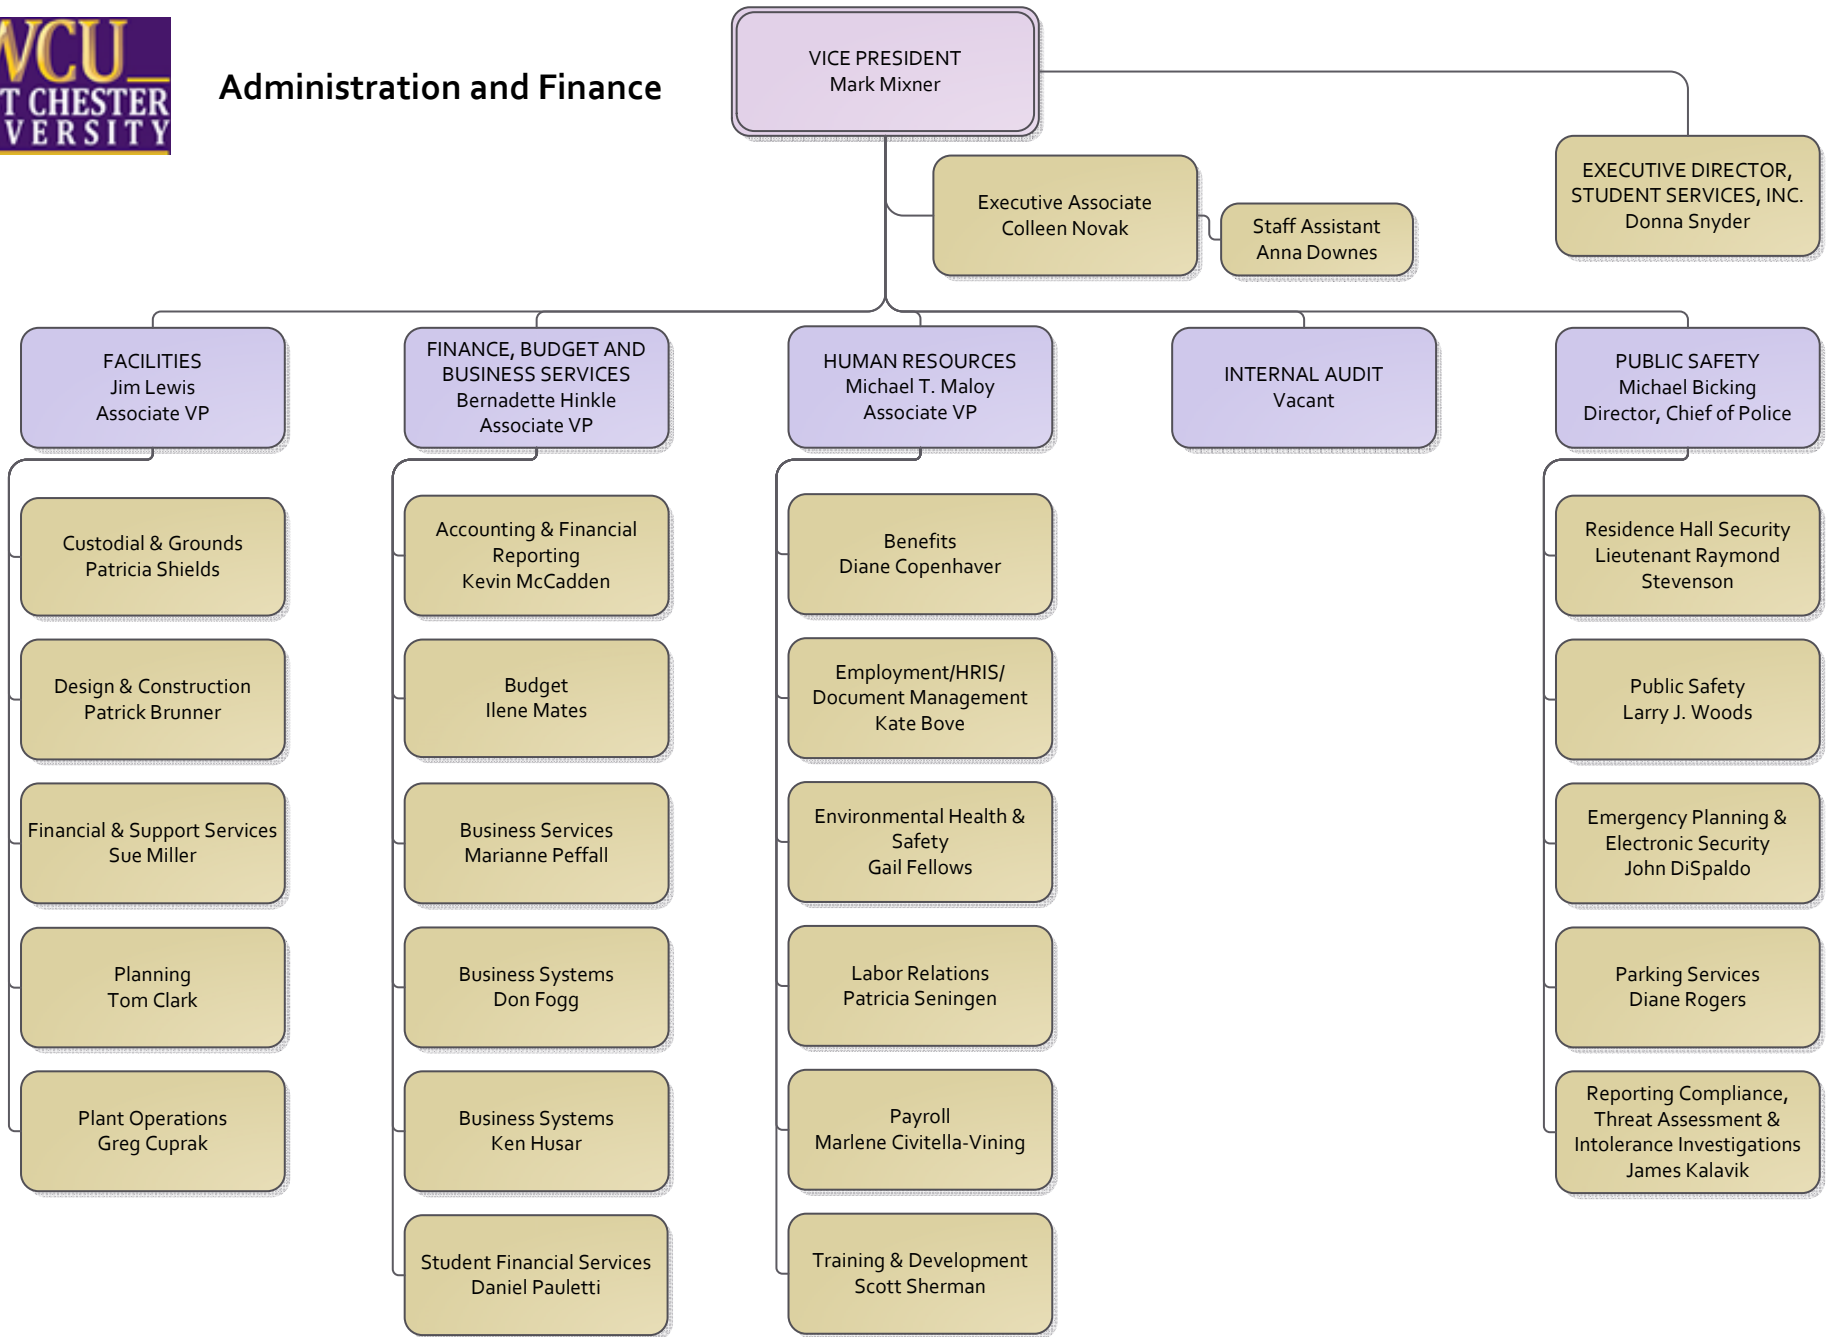 WCU
T CHESTER
VERSITY
Administration and Finance
VICE PRESIDENT
Mark Mixner
EXECUTIVE DIRECTOR,
STUDENT SERVICES, INC.
Donna Snyder
Executive Associate
Colleen Novak
Staff Assistant
Anna Downes
FACILITIES
Jim Lewis
Associate VP
FINANCE, BUDGET AND
BUSINESS SERVICES
Bernadette Hinkle
Associate VP
HUMAN RESOURCES
Michael T. Maloy
Associate VP
INTERNAL AUDIT
Vacant
PUBLIC SAFETY
Michael Bicking
Director, Chief of Police
Custodial & Grounds
Patricia Shields
Design & Construction
Patrick Brunner
Financial & Support Services
Sue Miller
Planning
Tom Clark
Plant Operations
Greg Cuprak
Accounting & Financial
Reporting
Kevin McCadden
Budget
Ilene Mates
Business Services
Marianne Peffall
Business Systems
Don Fogg
Business Systems
Ken Husar
Student Financial Services
Daniel Pauletti
Benefits
Diane Copenhaver
Employment/HRIS/
Document Management
Kate Bove
Environmental Health &
Safety
Gail Fellows
Labor Relations
Patricia Seningen
Payroll
Marlene Civitella-Vining
Training & Development
Scott Sherman
Residence Hall Security
Lieutenant Raymond
Stevenson
Public Safety
Larry J. Woods
Emergency Planning &
Electronic Security
John DiSpaldo
Parking Services
Diane Rogers
Reporting Compliance,
Threat Assessment &
Intolerance Investigations
James Kalavik